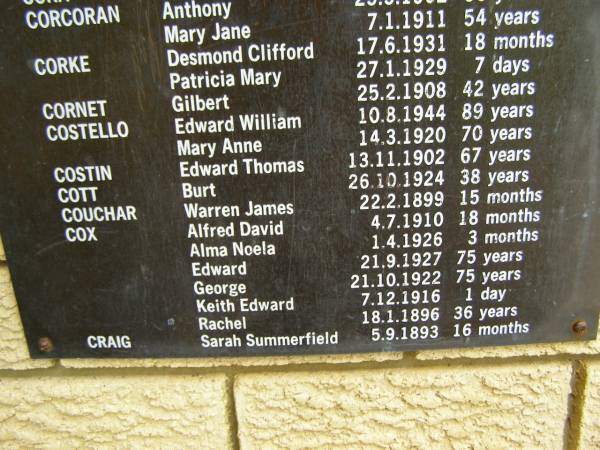 CORCORAN Anthony
Mary Jane 7.1.1911 54 years
CORKE Desmond Clifford 17.6.1931 18 months
Patricia Mary 27.1.1929 7 days
CORNET Gilbert 25.2.1908 42 years
COSTELLO Edward William 10.8.1944 89 years
Mary Anne 14.3.1920 70 years
COSTIN Edward Thomas 13.11.1902 67 years
COTT Burt 26.10.1924 38 years
COUCHAR Warren James 22.2.1899 15 months
COX Alfred David 4.7.1910 18 months
Alma Noela 1.4.1926 3 months
Edward 21.9.1927 75 years
George 21.10.1922 75 years
Keith Edward 7.12.1916 1 day
Rachel 18.1.1896 36 years
CRAIG Sarah Summerfield 5.9.1893 16 months